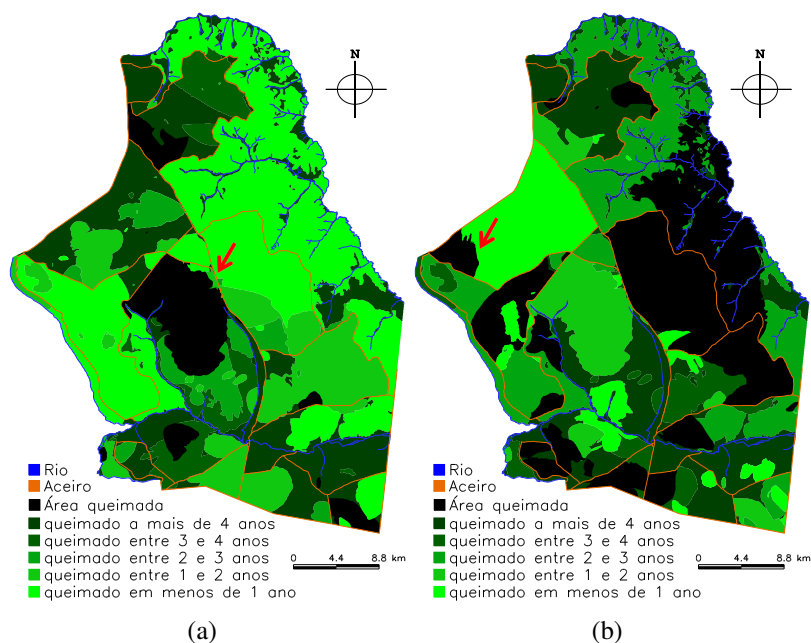 N
Rio
Aceiro
Área queimada
queimado a mais de 4 anos
queimado entre 3 e 4 anos
queimado entre 2 e 3 anos
queimado entre 1 e 2 anos
queimado em menos de 1 ano
0 4.4 8.8 km
(a)
N
Rio
Aceiro
Área queimada
queimado a mais de 4 anos
queimado entre 3 e 4 anos
queimado entre 2 e 3 anos
queimado entre 1 e 2 anos
queimado em menos de 1 ano
0 4.4 8.8 km
(b)